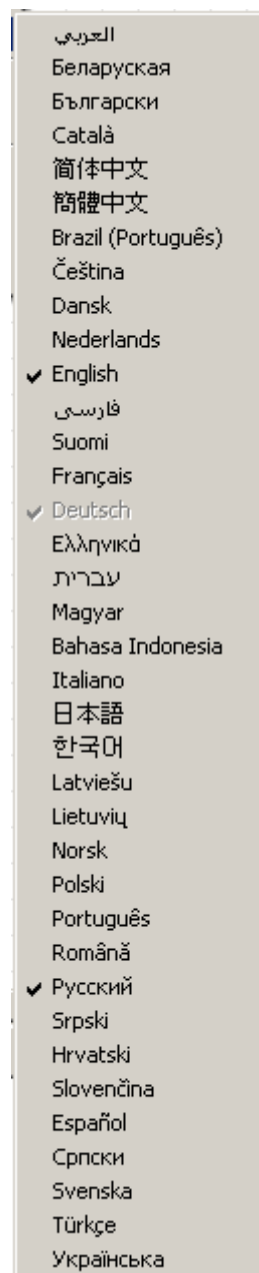 العربي
Беларуская
Български
Català
简体中文
簡體中文
Brazil (Português)
Čeština
Dansk
Nederlands
English
فارسی
Suomi
Français
Deutsch
Ελληνικά
עברית
Magyar
Bahasa Indonesia
Italiano
日本語
한국어
Latviešu
Lietuvių
Norsk
Polski
Português
Română
Русский
Srpski
Hrvatski
Slovenčina
Español
Српски
Svenska
Türkçe
Українська